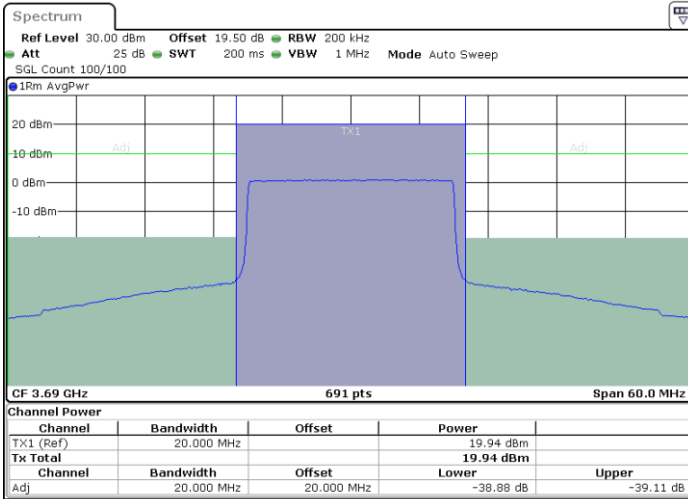 Spectrum
Ref Level 30.00 dBm Offset 19.50 dB RBW 200 kHz
Att 25 dB SWT 200 ms VBW 1 MHz Mode Auto Sweep
SGL Count 100/100
1Rm AvgPwr
20 dBm
TX1
Adj
Adj
10 dBm
0 dBm
-10 dBm
CF 3.69 GHz 691 pts Span 60.0 MHz
Channel Power
Channel Bandwidth Offset Power
TX1 (Ref) 20.000 MHz 19.94 dBm
Tx Total 19.94 dBm
Channel Bandwidth Offset Lower Upper
Adj 20.000 MHz 20.000 MHz -38.88 dB -39.11 dB